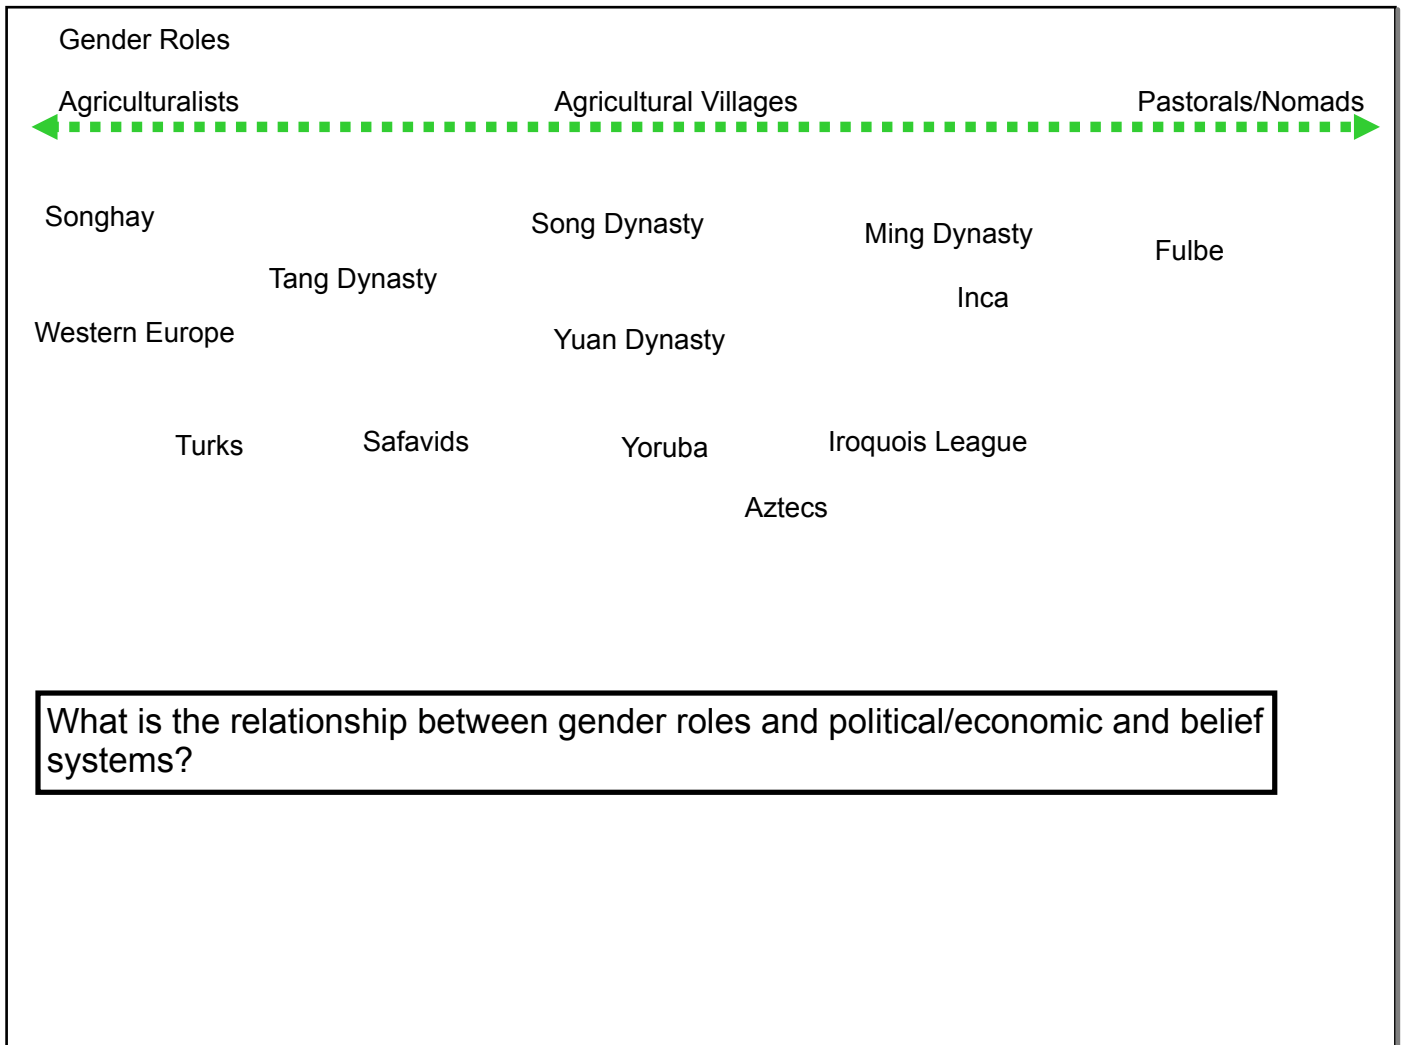 Gender Roles
Agriculturalists Agricultural Villages Pastorals/Nomads
Songhay Song Dynasty Ming Dynasty Fulbe
Tang Dynasty Inca
Western Europe Yuan Dynasty
Turks Safavids Yoruba Iroquois League
Aztecs
What is the relationship between gender roles and political/economic and belief
systems?